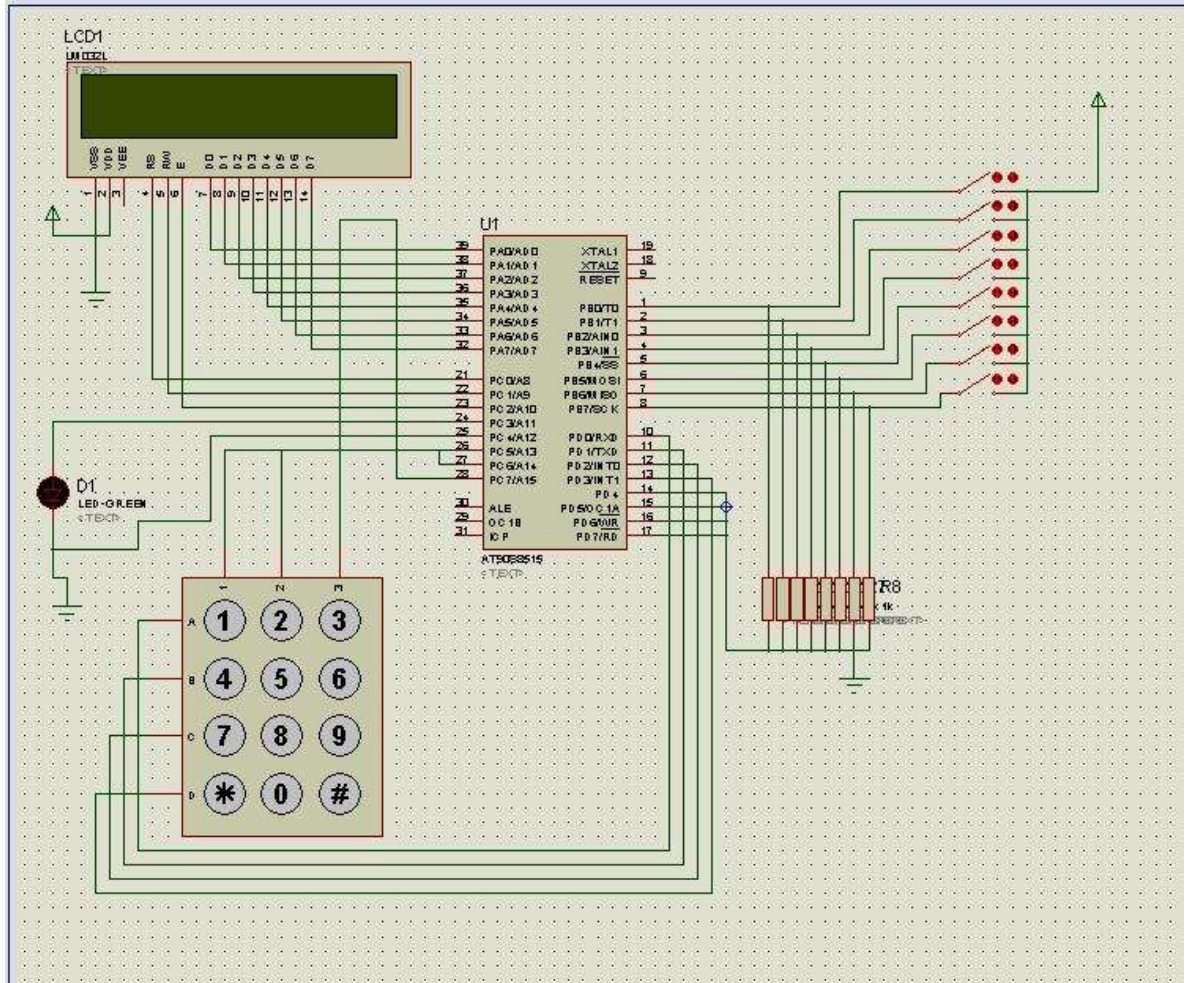 LCD1
LM032L
<TEXT>
VSS
VDD
VEE
RS
RW
E
D0
D1
D2
D3
D4
D5
D6
D7
1
2
3
4
5
6
7
8
9
10
11
12
13
14
U1
39 PA0/AD0 XTAL1 19
38 PA1/AD1 XTAL2 18
37 PA2/AD2 RESET 9
36 PA3/AD3
35 PA4/AD4 PB0/T0 1
34 PA5/AD5 PB1/T1 2
33 PA6/AD6 PB2/AIN0 3
32 PA7/AD7 PB3/AIN1 4
PB4/SS 5
21 PC0/A8 PB5/MOSI 6
22 PC1/A9 PB6/MISO 7
23 PC2/A10 PB7/SCK 8
24 PC3/A11
25 PC4/A12 PD0/RXD 10
26 PC5/A13 PD1/TXD 11
27 PC6/A14 PD2/INT0 12
28 PC7/A15 PD3/INT1 13
PD4 14
30 ALE PD5/OC1A 15
29 OC1B PD6/WR 16
31 ICP PD7/RD 17
AT90S8515
<TEXT>
D1
LED-GREEN
<TEXT>
R8
1k
1 2 3
A 1 2 3
B 4 5 6
C 7 8 9
D * 0 #